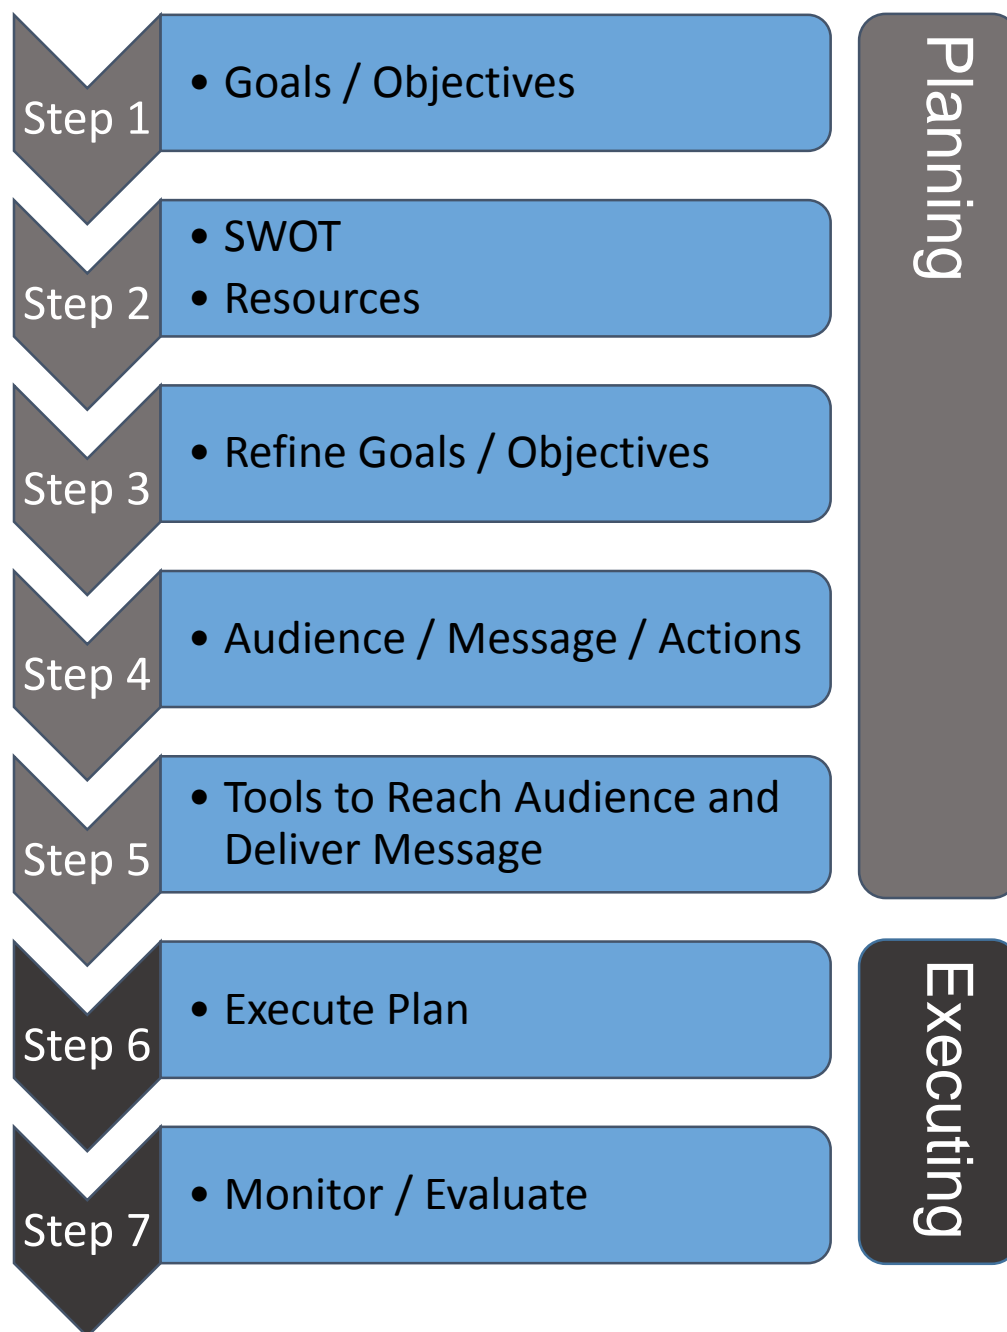 Step 1
• Goals / Objectives
Step 2
• SWOT
• Resources
Step 3
• Refine Goals / Objectives
Step 4
• Audience / Message / Actions
Step 5
• Tools to Reach Audience and
Deliver Message
Planning
Step 6
• Execute Plan
Step 7
• Monitor / Evaluate
Executing